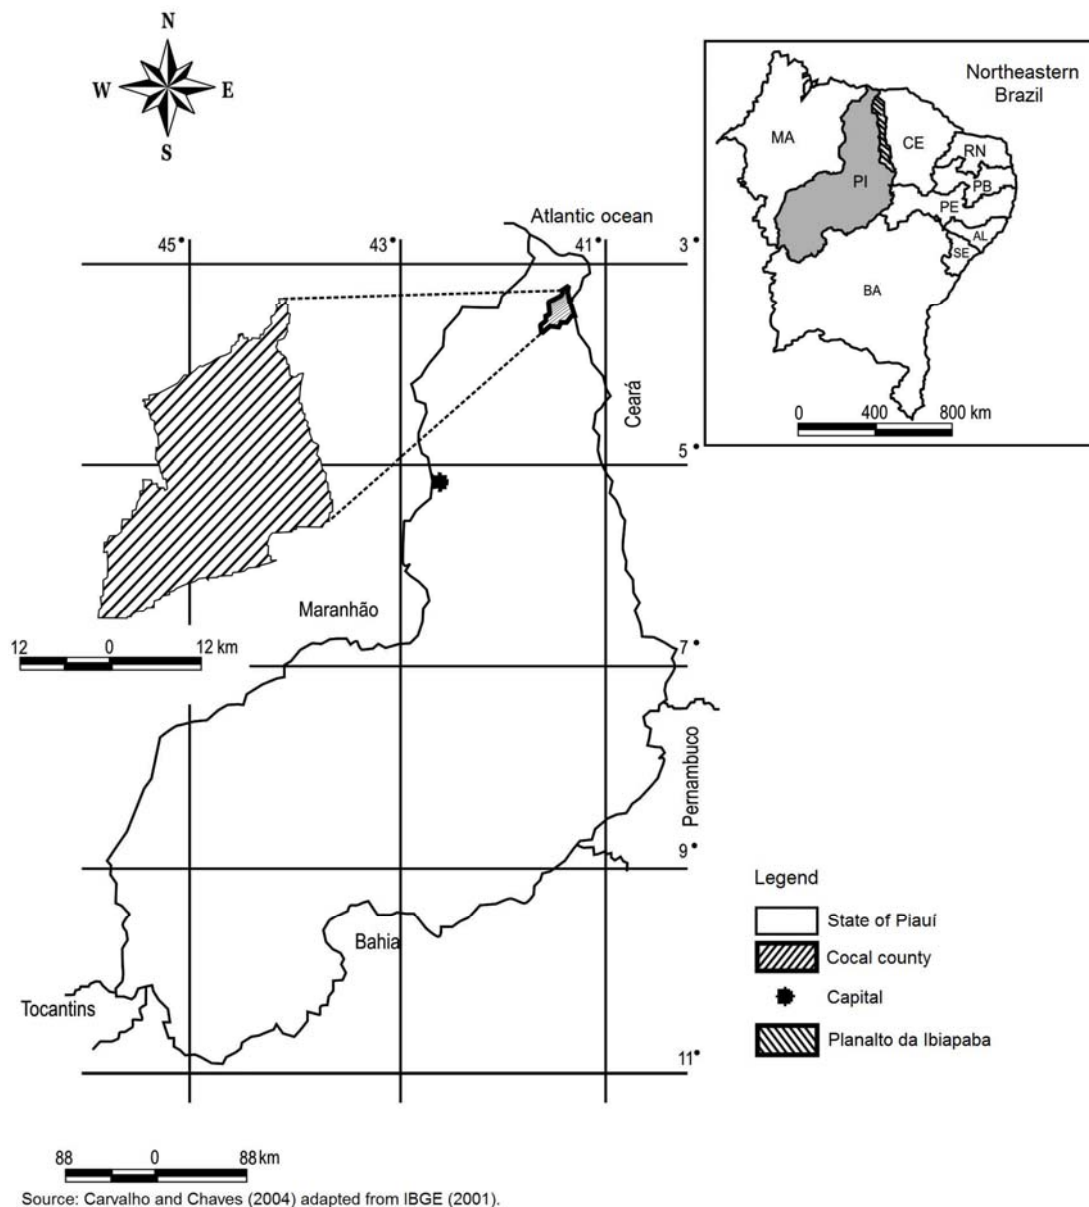 N
W E
S
Northeastern
Brazil
MA
CE
RN
PI
PB
PE
AL
SE
BA
0 400 800 km
Atlantic ocean
45• 43• 41• 3•
Ceará
5•
Maranhão
12 0 12 km
7•
Pernambuco
9•
Legend
State of Piauí
Cocal county
Capital
Planalto da Ibiapaba
Bahia
Tocantins
11•
88 0 88 km
Source: Carvalho and Chaves (2004) adapted from IBGE (2001).